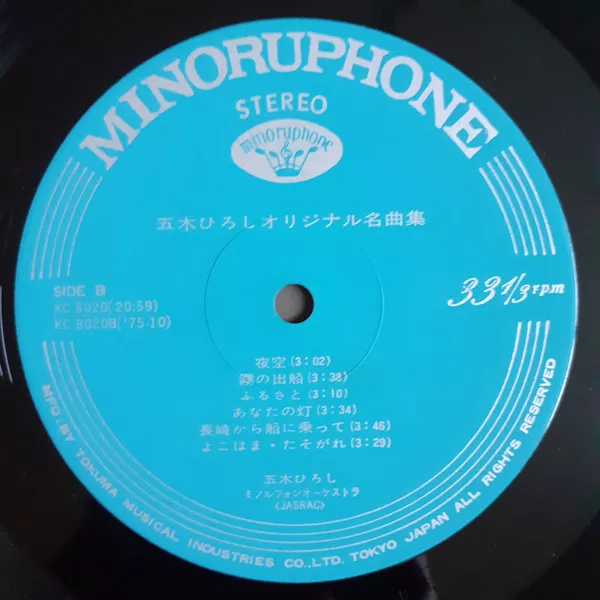 MINORUPHONE
STEREO
minoruphone
五木ひろしオリジナル名曲集
SIDE B
KC 8020(20:59)
KC 8020B('75·10)
33 1/3 r.p.m
夜空(3:02)
霧の出船(3:38)
ふるさと(3:10)
あなたの灯(3:34)
長崎から船に乗って(3:46)
よこはま・たそがれ(3:29)
五木ひろし
ミノルフォンオーケストラ
《JASRAC》
MFD. BY TOKUMA MUSICAL INDUSTRIES CO., LTD. TOKYO JAPAN ALL RIGHTS RESERVED